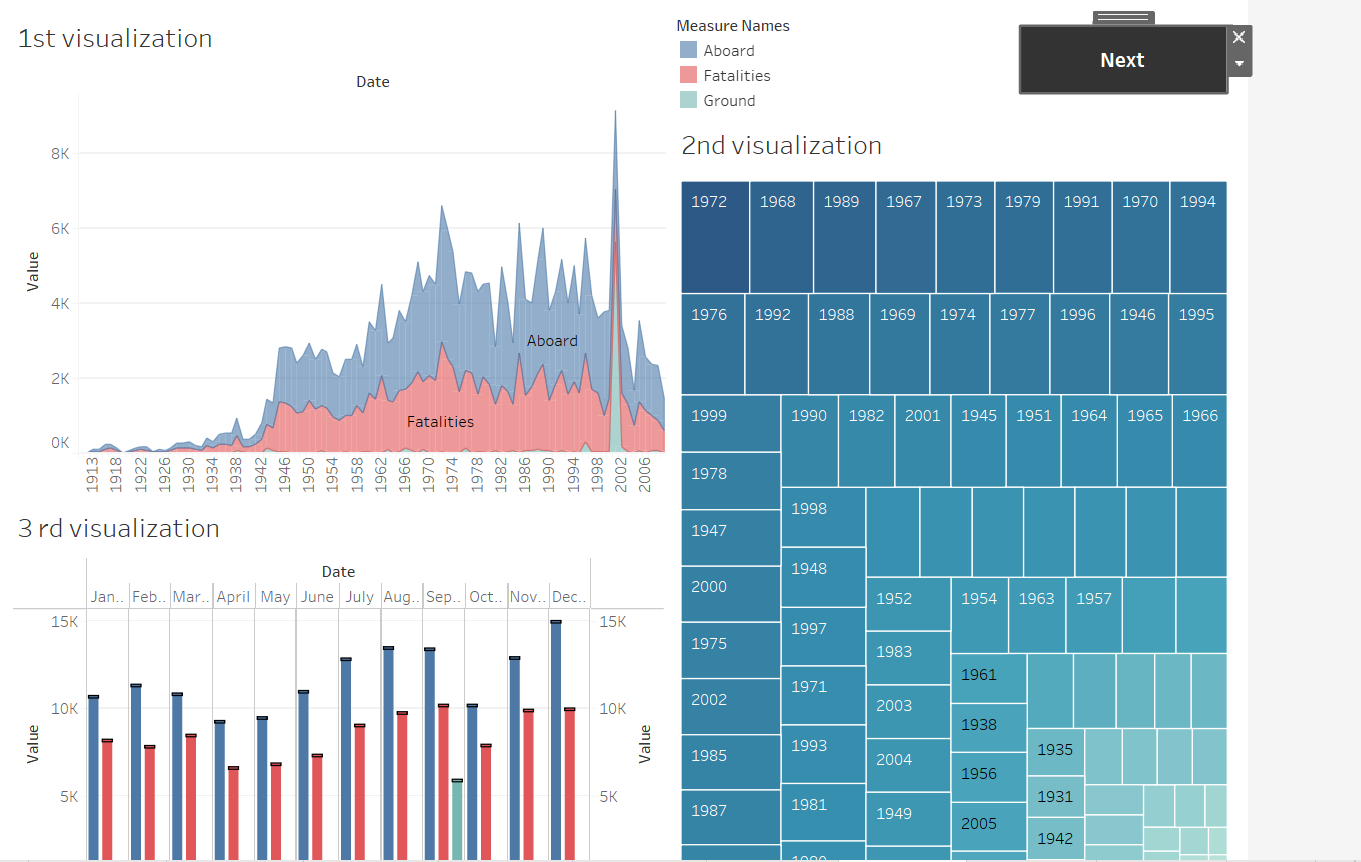 1st visualization
Date
Value
8K
6K
4K
2K
0K
Aboard
Fatalities
1913
1918
1922
1926
1930
1934
1938
1942
1946
1950
1954
1958
1962
1966
1970
1974
1978
1982
1986
1990
1994
1998
2002
2006
Measure Names
Aboard
Fatalities
Ground
Next
2nd visualization
1972 1968 1989 1967 1973 1979 1991 1970 1994
1976 1992 1988 1969 1974 1977 1996 1946 1995
1999 1990 1982 2001 1945 1951 1964 1965 1966
1978
1998
1947
1948
2000
1952 1954 1963 1957
1975
1997
1983
1961
2002
1971
2003
1938
1985
1993
2004
1935
1956
1987
1981
1949
1931
2005
1942
3 rd visualization
Date
Jan.. Feb.. Mar.. April May June July Aug.. Sep.. Oct.. Nov.. Dec..
Value
15K
10K
5K
15K
10K
5K
Value